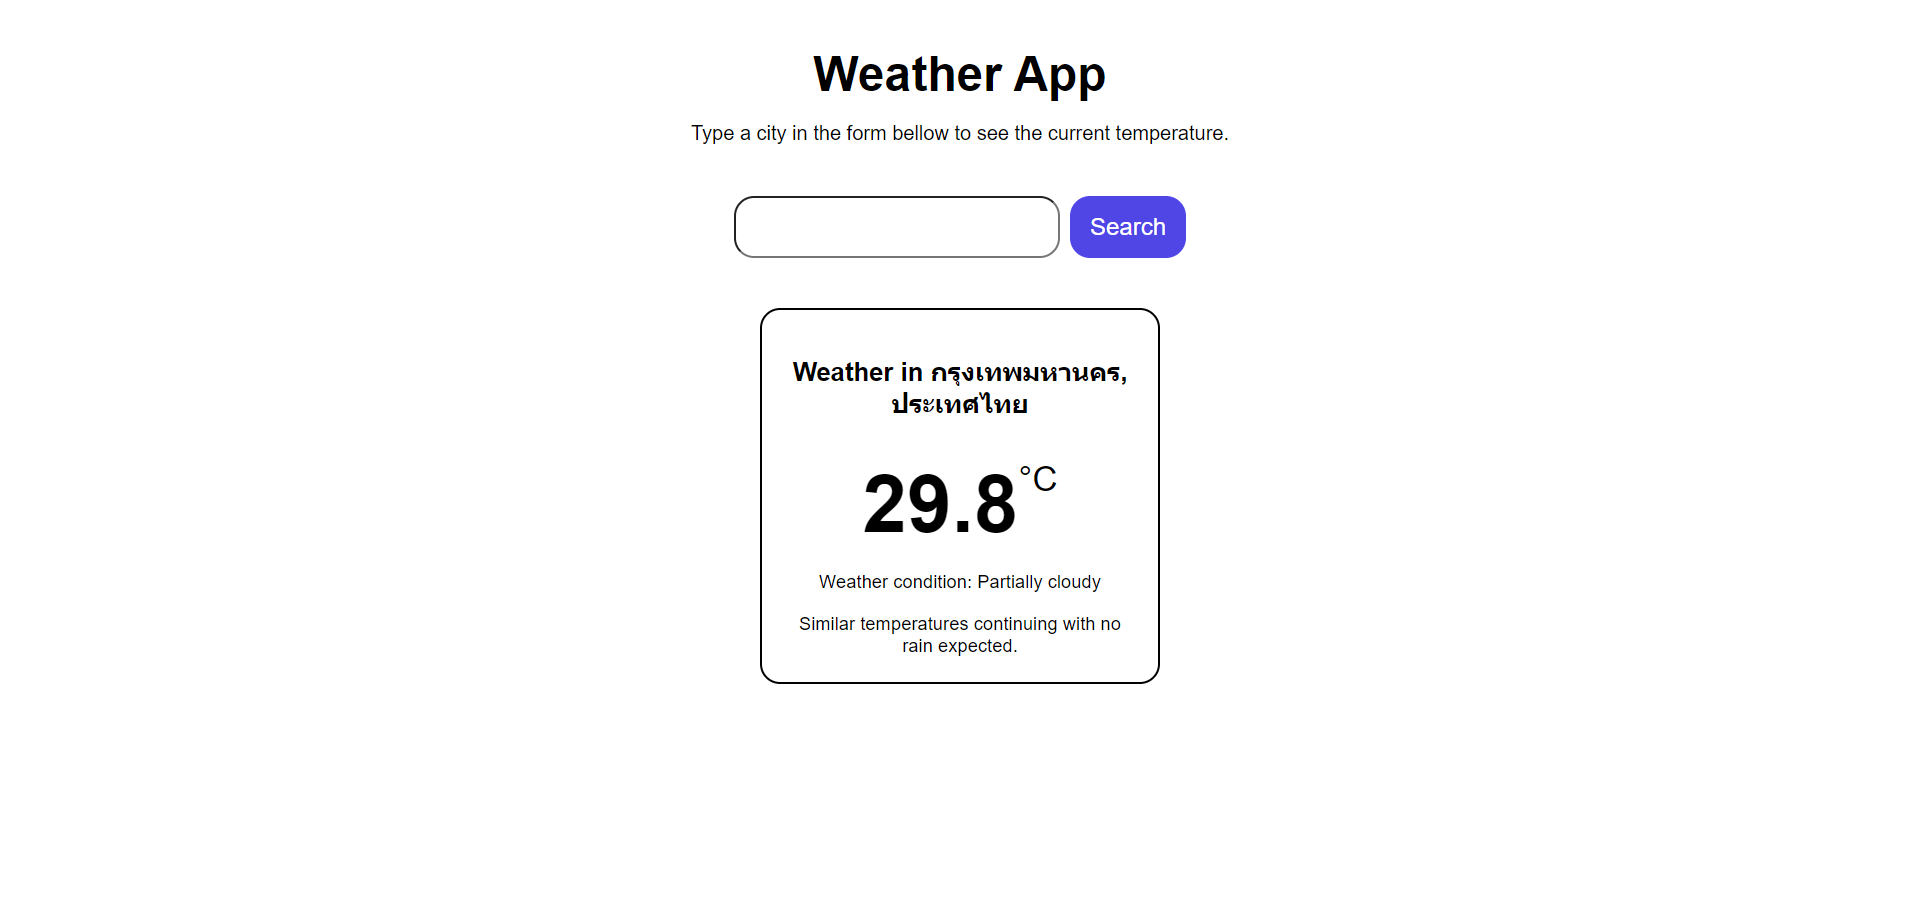 Weather App
Type a city in the form bellow to see the current temperature.
Search
Weather in กรุงเทพมหานคร,
ประเทศไทย
29.8°C
Weather condition: Partially cloudy
Similar temperatures continuing with no
rain expected.